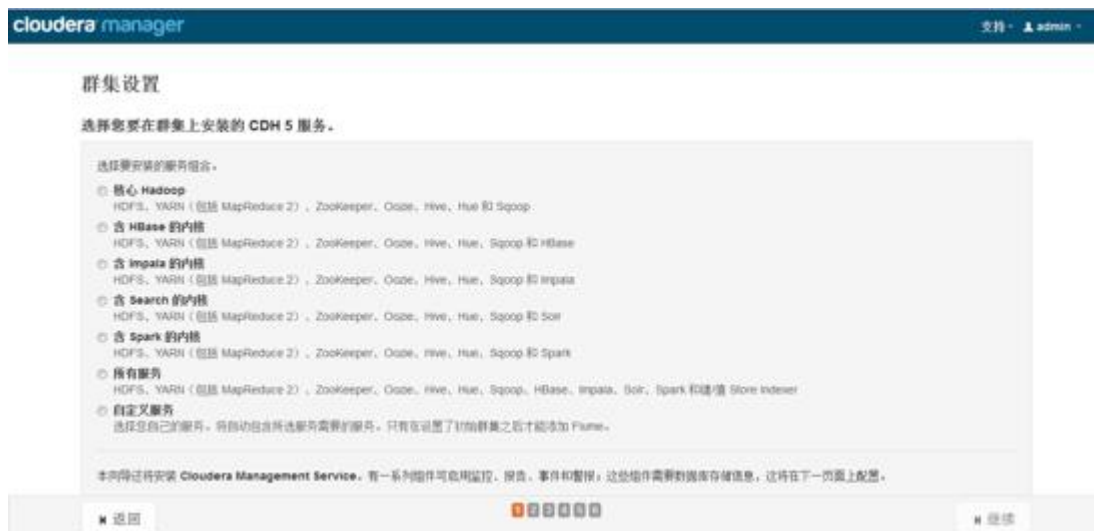 cloudera manager
支持 admin
群集设置
选择您要在群集上安装的 CDH 5 服务。
选择要安装的服务组合。
核心 Hadoop
HDFS、YARN（包括 MapReduce 2）、ZooKeeper、Oozie、Hive、Hue 和 Sqoop
含 HBase 的内核
HDFS、YARN（包括 MapReduce 2）、ZooKeeper、Oozie、Hive、Hue、Sqoop 和 HBase
含 Impala 的内核
HDFS、YARN（包括 MapReduce 2）、ZooKeeper、Oozie、Hive、Hue、Sqoop 和 Impala
含 Search 的内核
HDFS、YARN（包括 MapReduce 2）、ZooKeeper、Oozie、Hive、Hue、Sqoop 和 Solr
含 Spark 的内核
HDFS、YARN（包括 MapReduce 2）、ZooKeeper、Oozie、Hive、Hue、Sqoop 和 Spark
所有服务
HDFS、YARN（包括 MapReduce 2）、ZooKeeper、Oozie、Hive、Hue、Sqoop、HBase、Impala、Solr、Spark 和键/值 Store Indexer
自定义服务
选择您自己的服务。将自动包含所选服务需要的服务。只有在设置了初始群集之后才能添加 Flume。
本向导还将安装 Cloudera Management Service。有一系列组件可启用监控、报告、事件和警报；这些组件需要数据库存储信息，这将在下一页面上配置。
返回 1 2 3 4 5 6 继续